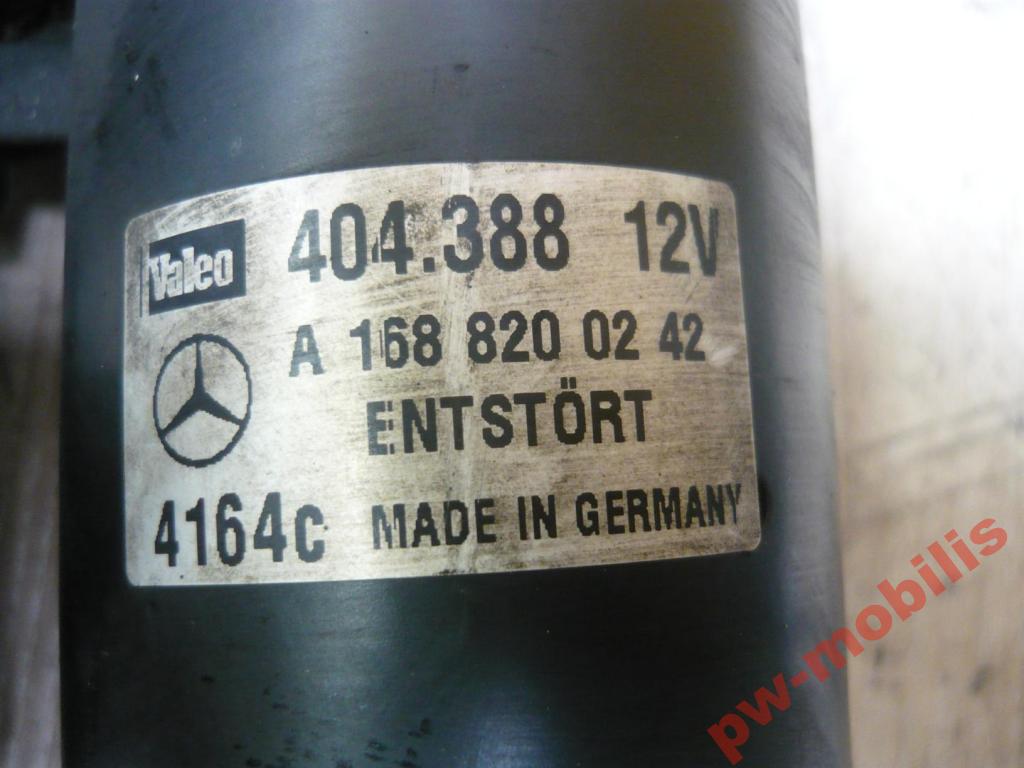 Valeo 404.388 12V
A 168 820 02 42
ENTSTÖRT
4164c MADE IN GERMANY
pw-mobilis